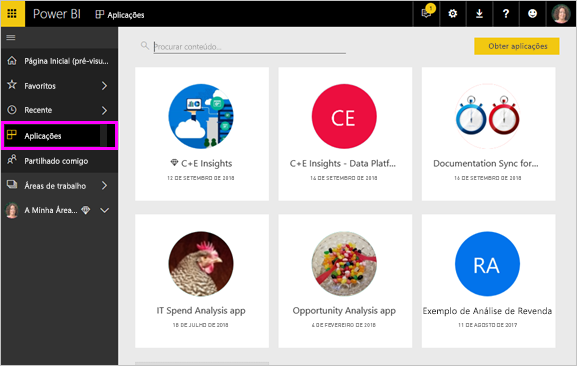 Power BI
Aplicações
1
?
Página Inicial (pré-visu...
Favoritos
Recente
Aplicações
Partilhado comigo
Áreas de trabalho
A Minha Área...
Procurar conteúdo...
Obter aplicações
C+E Insights
12 DE SETEMBRO DE 2018
CE
C+E Insights - Data Platf...
14 DE SETEMBRO DE 2018
Documentation Sync for...
14 DE SETEMBRO DE 2018
IT Spend Analysis app
18 DE JULHO DE 2018
Opportunity Analysis app
6 DE FEVEREIRO DE 2018
RA
Exemplo de Análise de Revenda
11 DE AGOSTO DE 2017